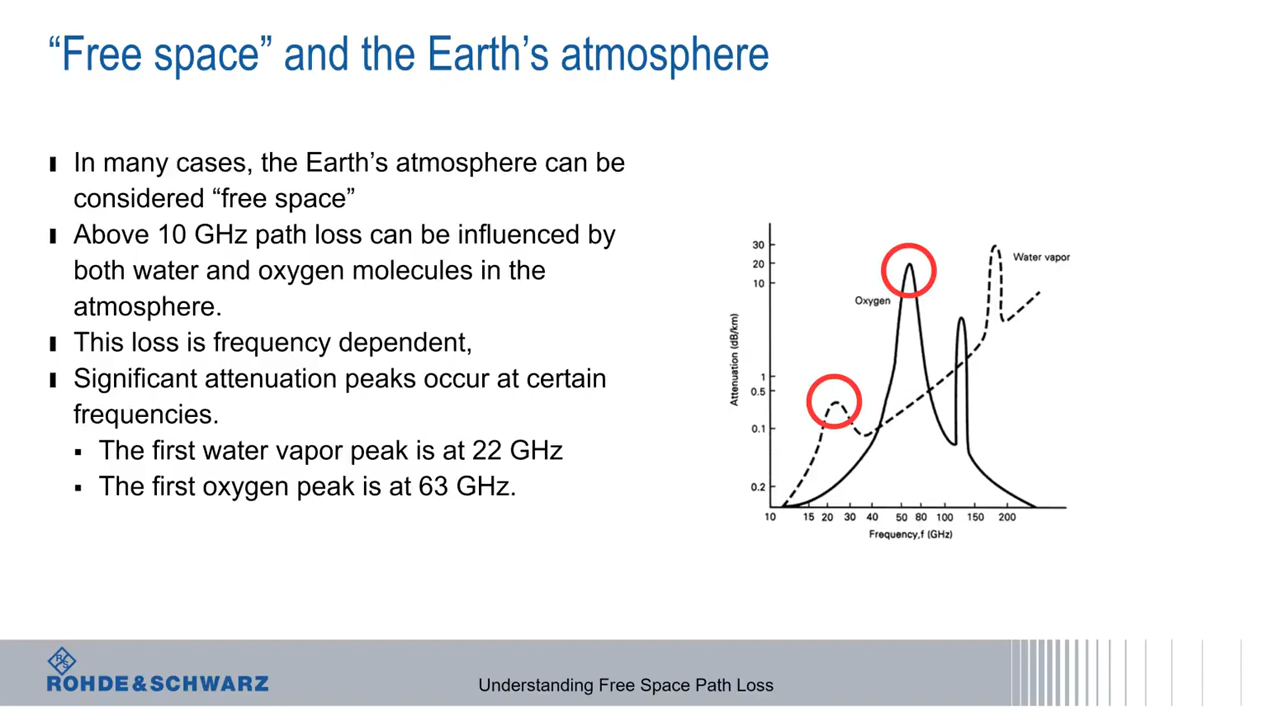 “Free space” and the Earth’s atmosphere
In many cases, the Earth’s atmosphere can be
considered “free space”
Above 10 GHz path loss can be influenced by
both water and oxygen molecules in the
atmosphere.
This loss is frequency dependent,
Significant attenuation peaks occur at certain
frequencies.
The first water vapor peak is at 22 GHz
The first oxygen peak is at 63 GHz.
30
20
10
1
0.5
0.1
0.2
Attenuation (dB/km)
Oxygen
Water vapor
10 15 20 30 40 50 80 100 150 200
Frequency,f (GHz)
R&S
ROHDE&SCHWARZ
Understanding Free Space Path Loss